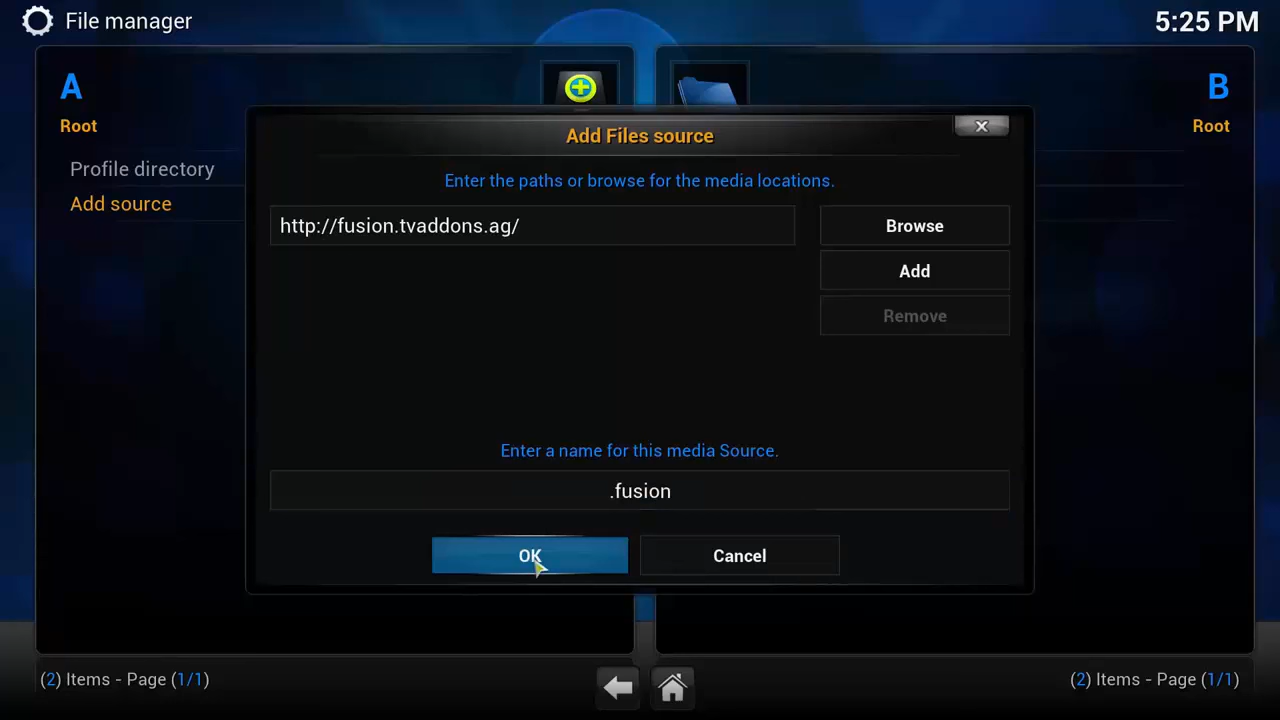 File manager
5:25 PM
A
B
Root
Root
Profile directory
Add source
Add Files source
Enter the paths or browse for the media locations.
http://fusion.tvaddons.ag/
Browse
Add
Remove
Enter a name for this media Source.
.fusion
OK
Cancel
(2) Items - Page (1/1)
(2) Items - Page (1/1)